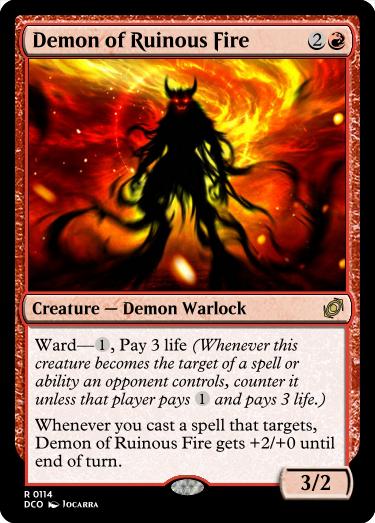 Demon of Ruinous Fire 2
Creature — Demon Warlock
Ward—1, Pay 3 life (Whenever this
creature becomes the target of a spell or
ability an opponent controls, counter it
unless that player pays 1 and pays 3 life.)
Whenever you cast a spell that targets,
Demon of Ruinous Fire gets +2/+0 until
end of turn.
3/2
R 0114
DCO Jocarra